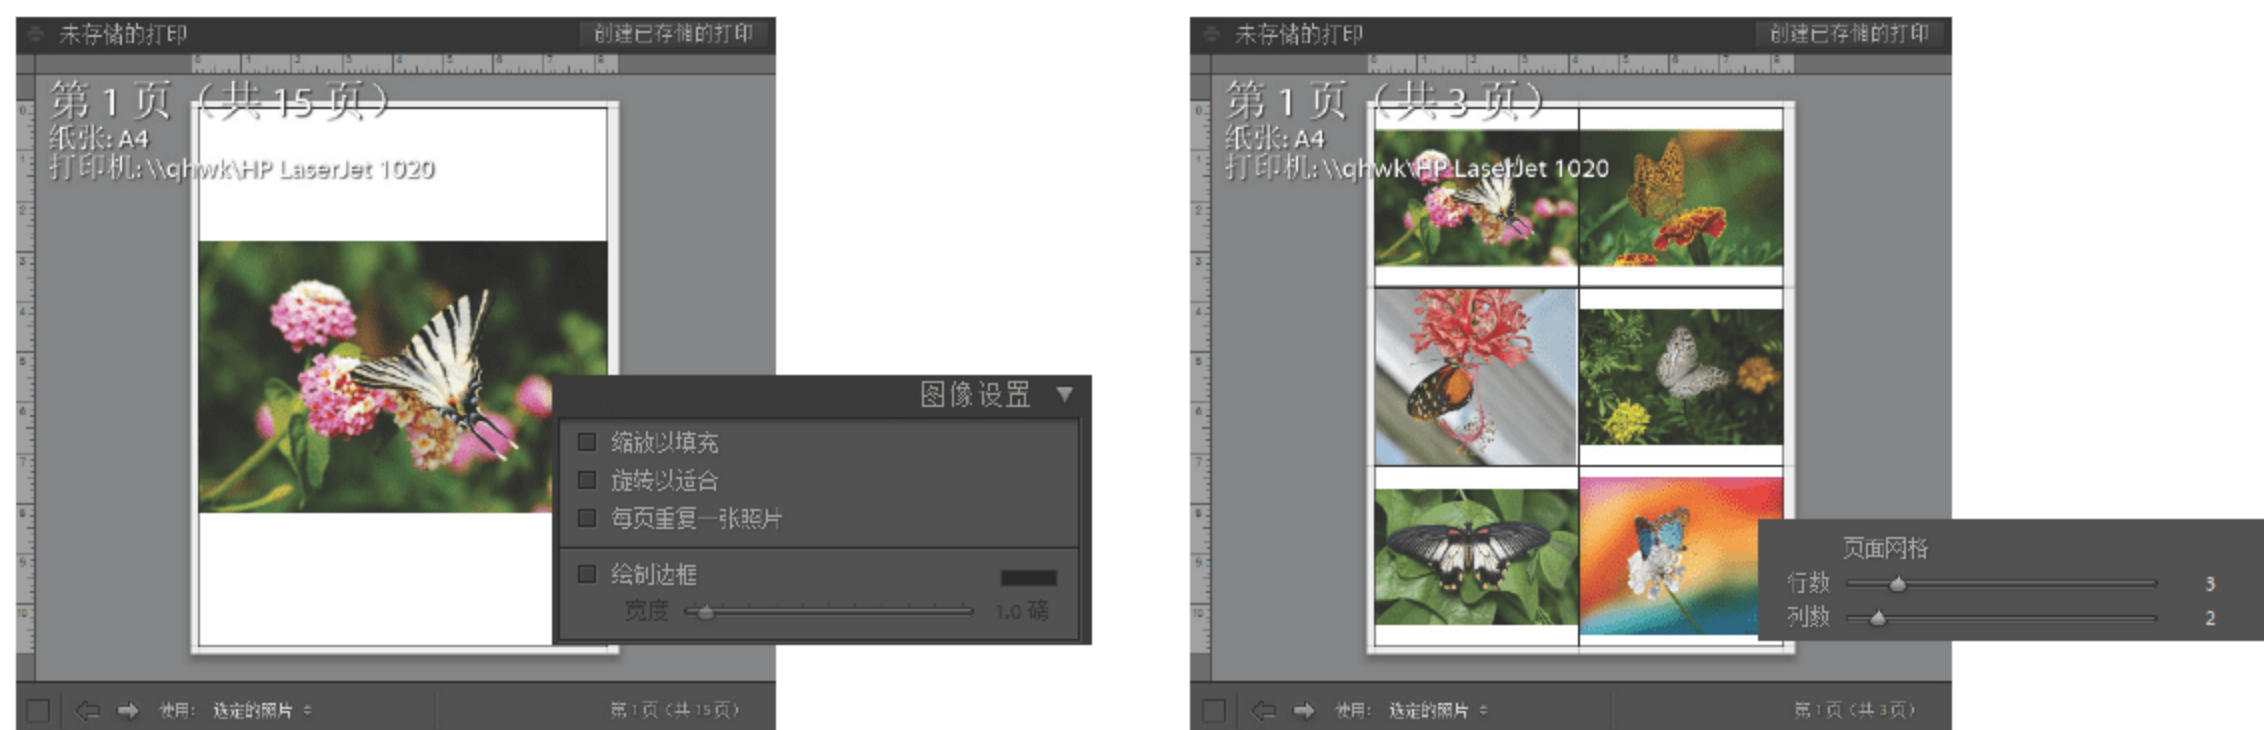 未存储的打印
创建已存储的打印
第 1 页（共 15 页）
纸张: A4
打印机: \\qhwk\HP LaserJet 1020
图像设置 ▼
缩放以填充
旋转以适合
每页重复一张照片
绘制边框
宽度 1.0 磅
使用: 选定的照片
第 1 页（共 15 页）
未存储的打印
创建已存储的打印
第 1 页（共 3 页）
纸张: A4
打印机: \\qhwk\HP LaserJet 1020
页面网格
行数 3
列数 2
使用: 选定的照片
第 1 页（共 3 页）